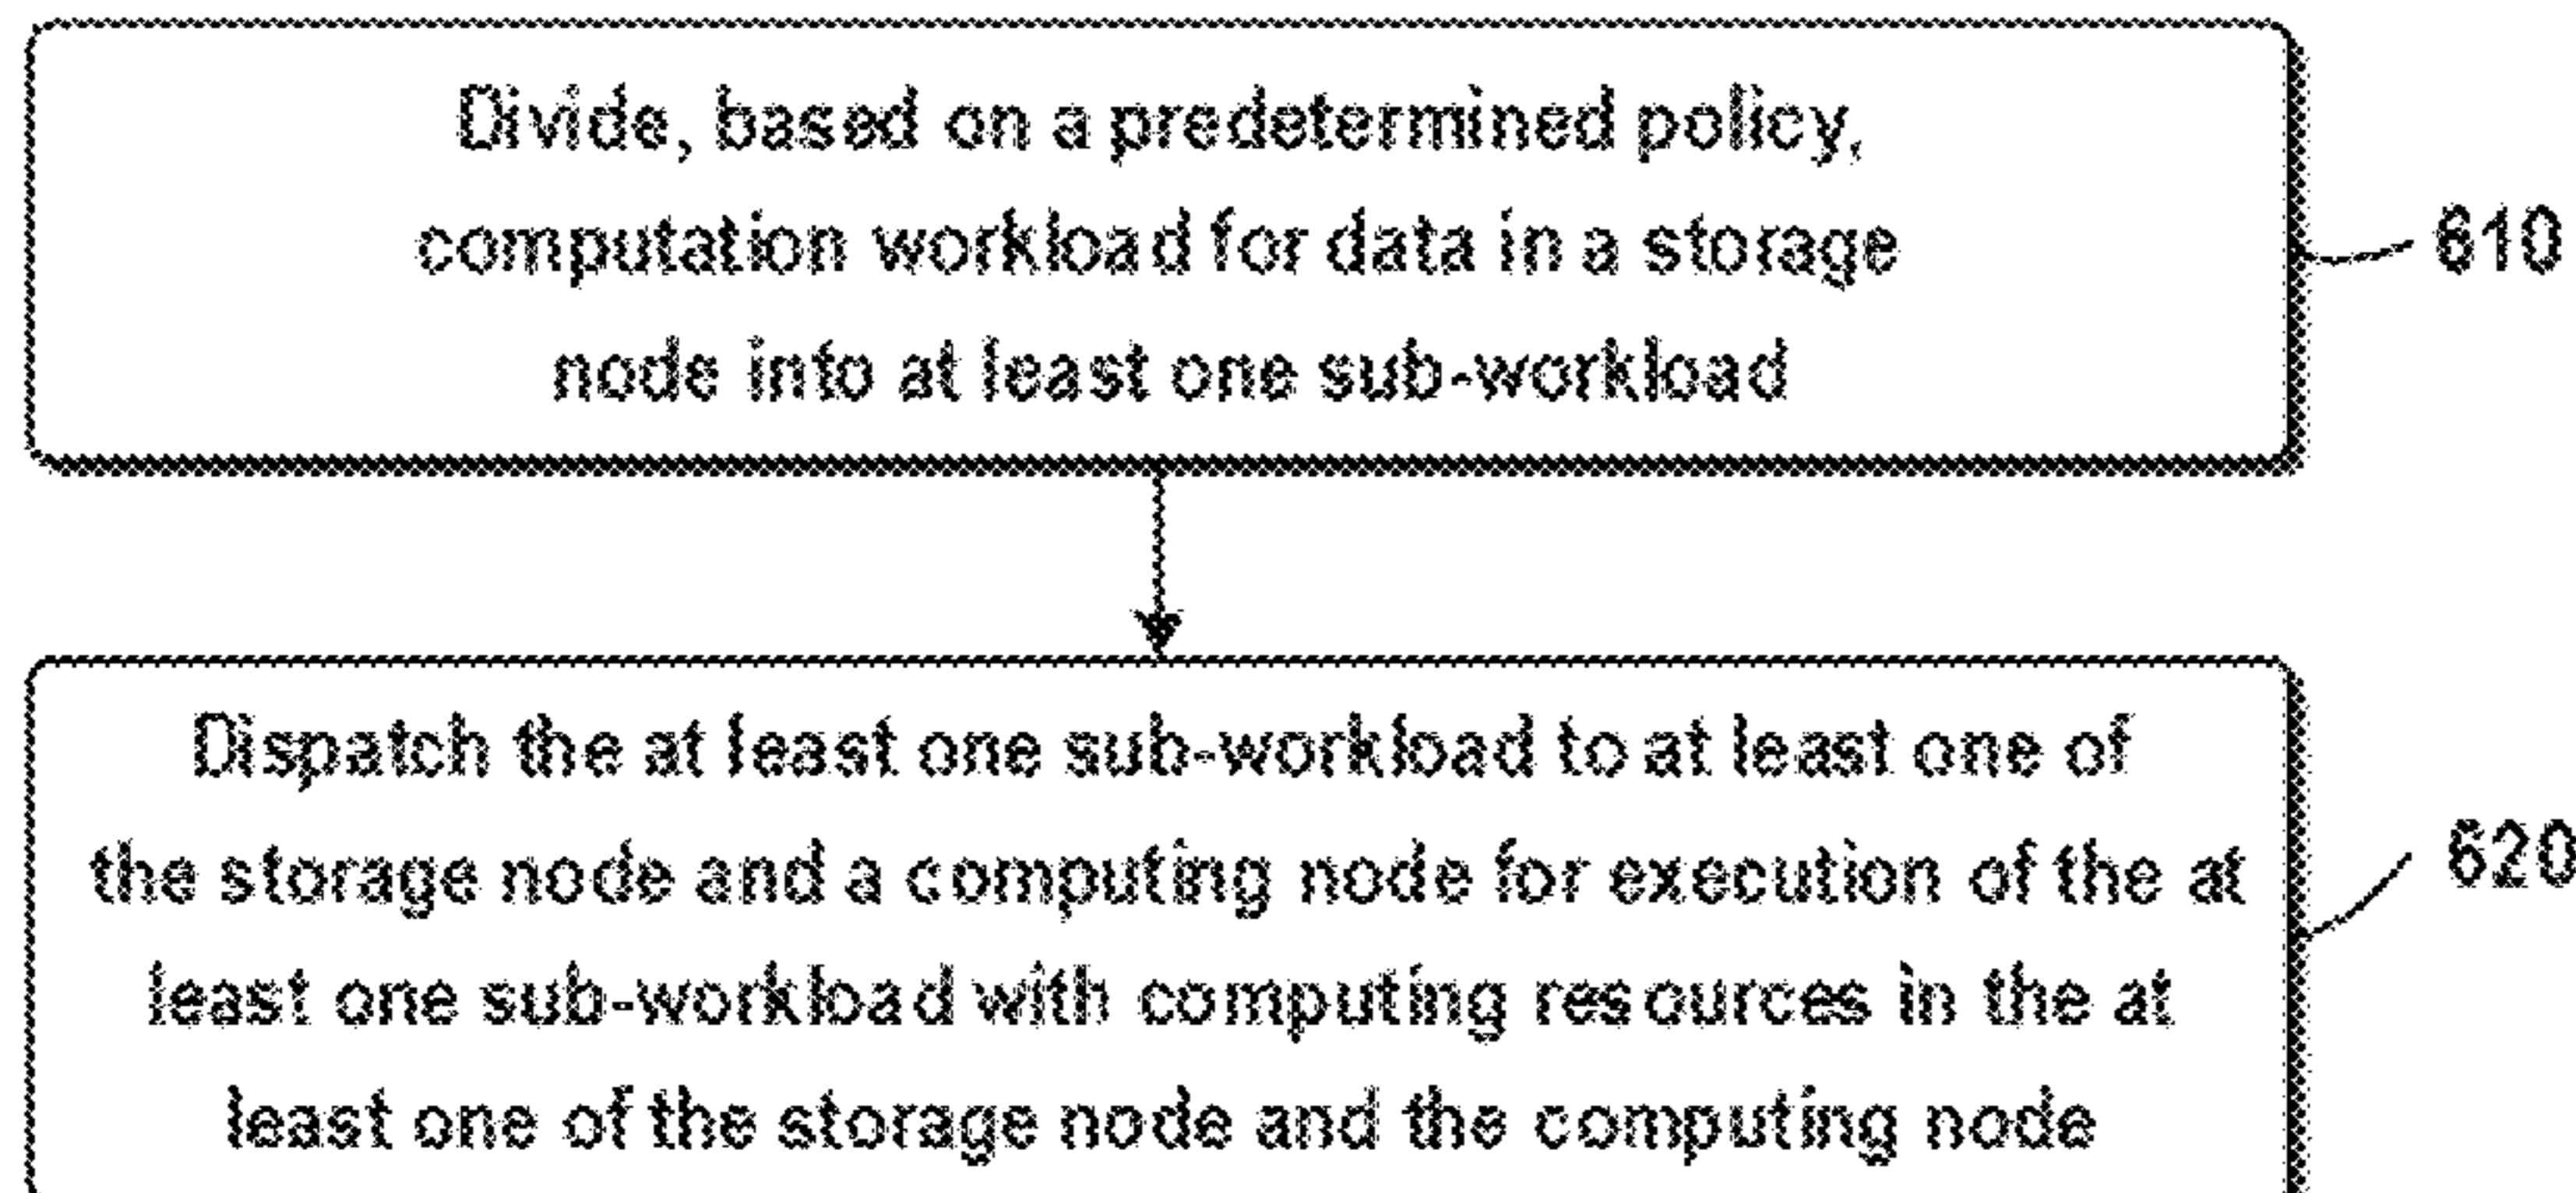 Divide, based on a predetermined policy,
computation workload for data in a storage
node into at least one sub-workload
610
Dispatch the at least one sub-workload to at least one of
the storage node and a computing node for execution of the at
least one sub-workload with computing resources in the at
least one of the storage node and the computing node
620